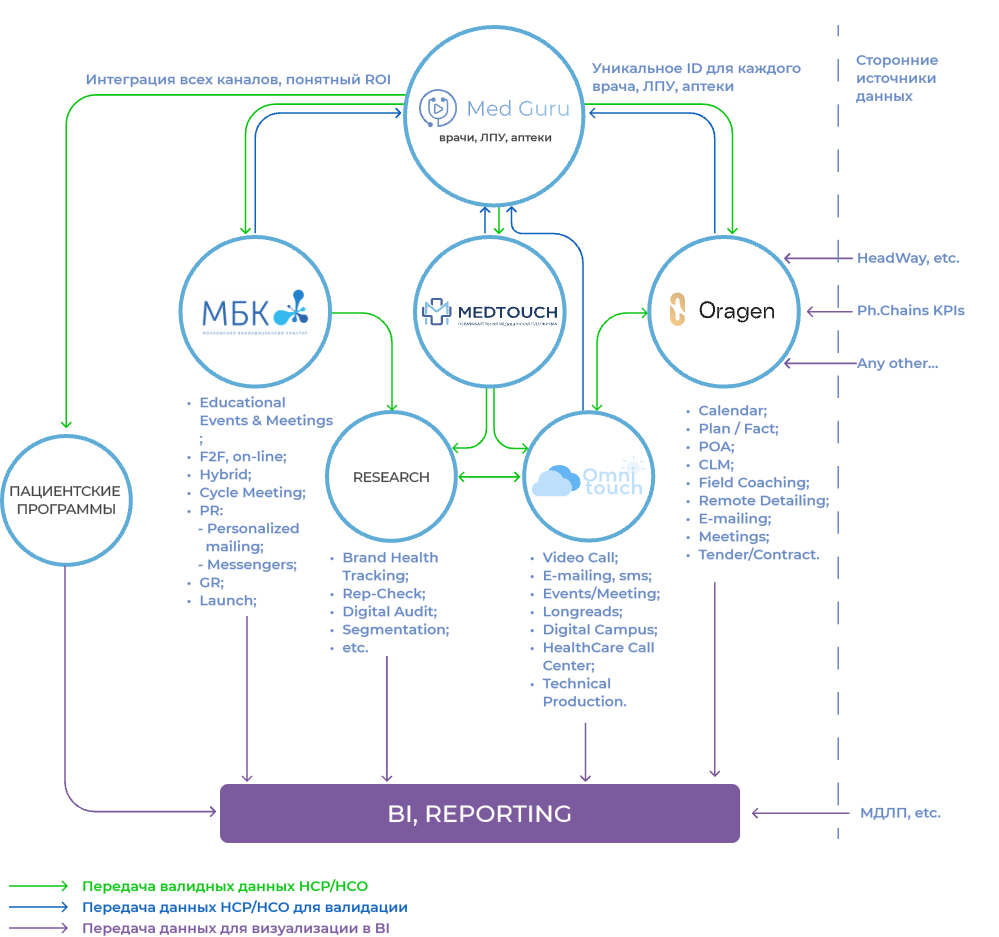 Интеграция всех каналов, понятный ROI
Med Guru
врачи, ЛПУ, аптеки
Уникальное ID для каждого
врача, ЛПУ, аптеки
Сторонние
источники
данных
МБК
MEDTOUCH
Oragen
HeadWay, etc.
Ph.Chains KPIs
Any other...
• Educational
Events & Meetings
;
• F2F, on-line;
• Hybrid;
• Cycle Meeting;
• PR:
- Personalized
mailing;
- Messengers;
• GR;
• Launch;
RESEARCH
Omni
touch
• Calendar;
• Plan / Fact;
• POA;
• CLM;
• Field Coaching;
• Remote Detailing;
• E-mailing;
• Meetings;
• Tender/Contract.
ПАЦИЕНТСКИЕ
ПРОГРАММЫ
• Brand Health
Tracking;
• Rep-Check;
• Digital Audit;
• Segmentation;
• etc.
• Video Call;
• E-mailing, sms;
• Events/Meeting;
• Longreads;
• Digital Campus;
• HealthCare Call
Center;
• Technical
Production.
BI, REPORTING
МДЛП, etc.
Передача валидных данных HCP/HCO
Передача данных HCP/HCO для валидации
Передача данных для визуализации в BI